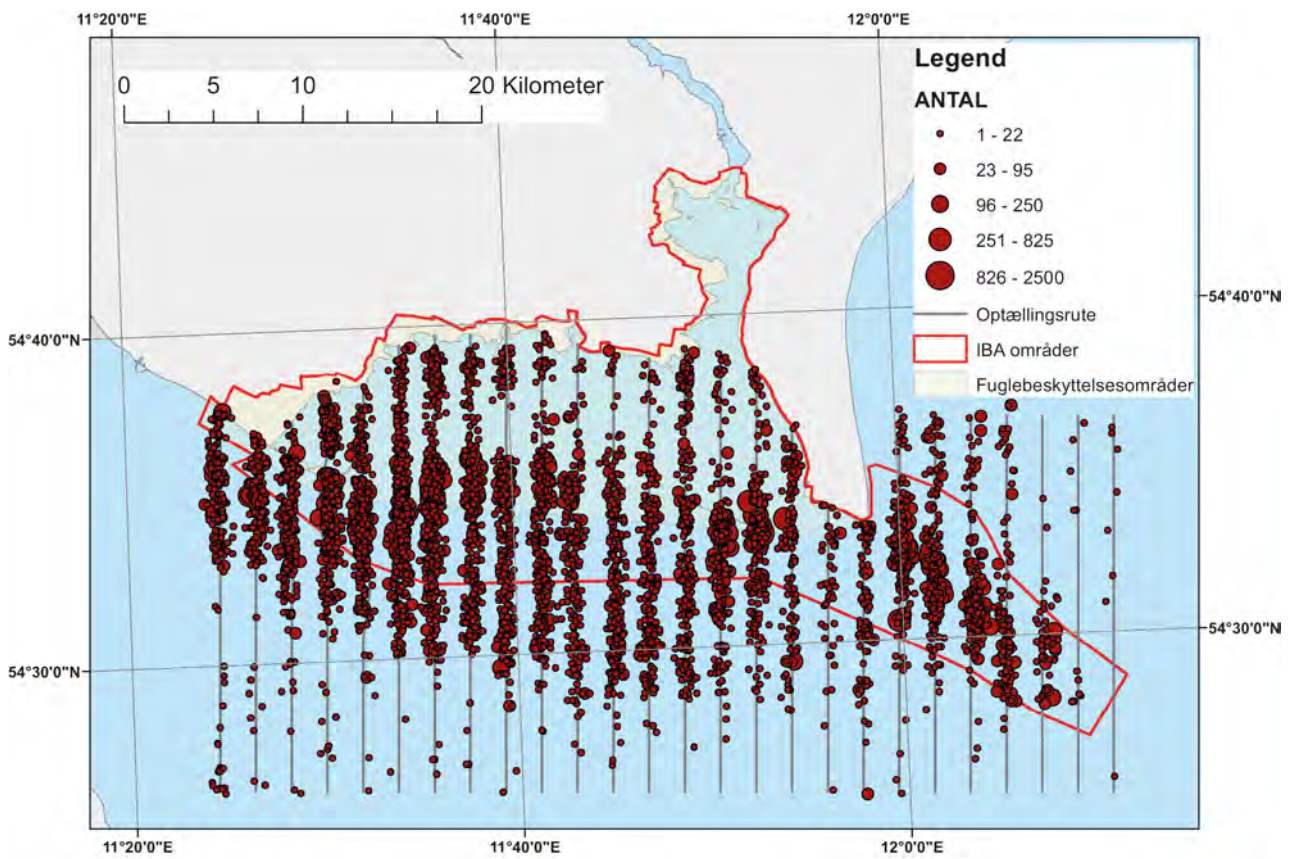 11°20'0"E 11°40'0"E 12°0'0"E
0 5 10 20 Kilometer
Legend
ANTAL
1 - 22
23 - 95
96 - 250
251 - 825
826 - 2500
Optællingsrute
IBA områder
Fuglebeskyttelsesområder
54°40'0"N
54°40'0"N
54°30'0"N
54°30'0"N
11°20'0"E 11°40'0"E 12°0'0"E